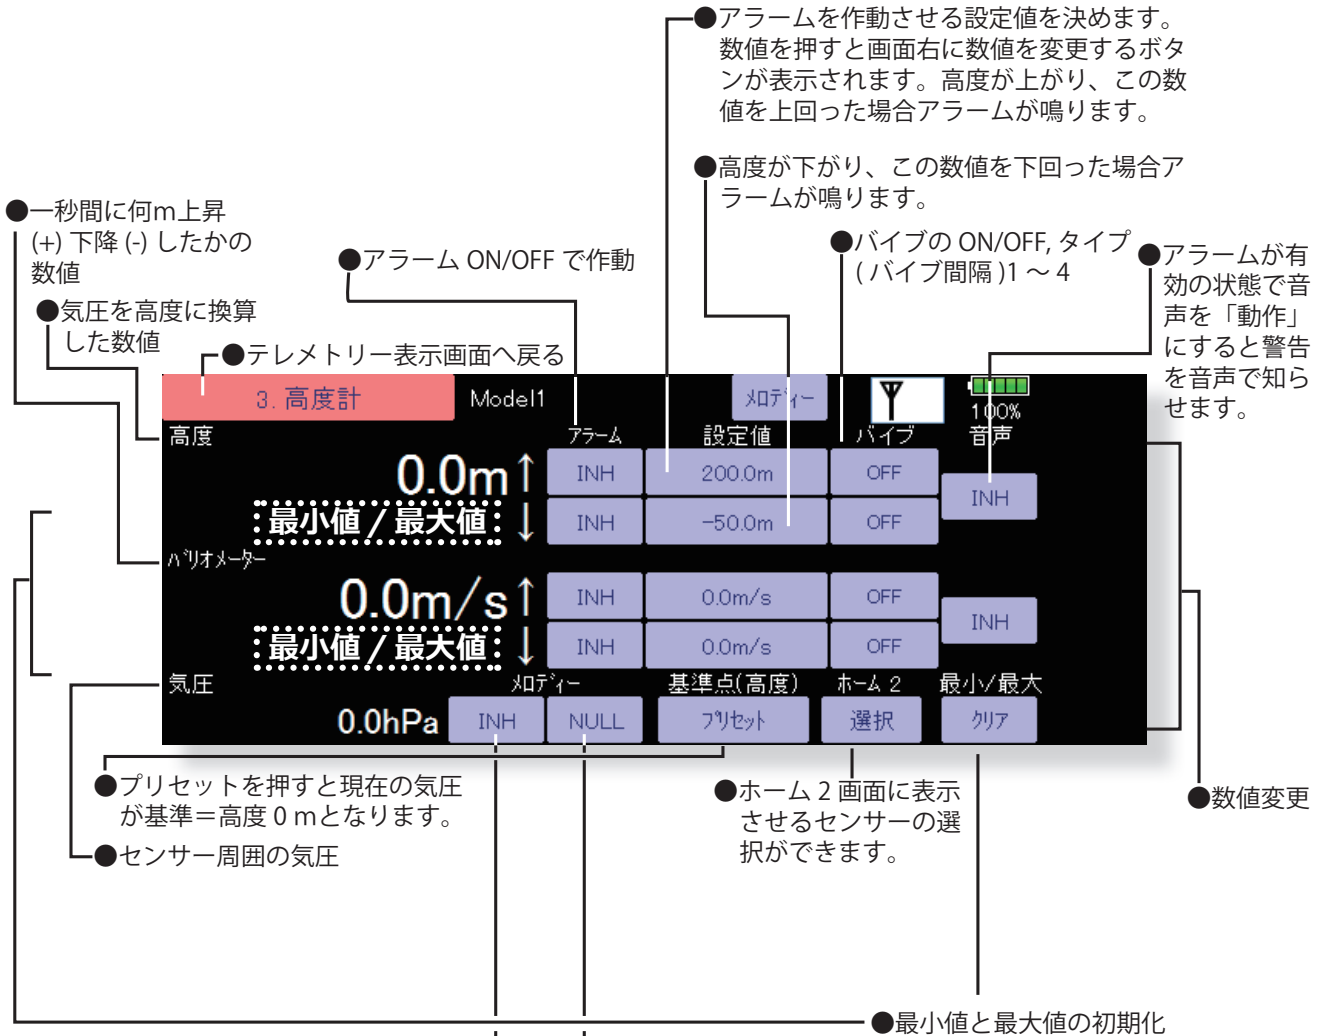 ●アラームを作動させる設定値を決めます。
数値を押すと画面右に数値を変更するボタ
ンが表示されます。高度が上がり、この数
値を上回った場合アラームが鳴ります。
●高度が下がり、この数値を下回った場合ア
ラームが鳴ります。
●一秒間に何m上昇
(+) 下降 (-) したかの
数値
●アラーム ON/OFF で作動
●バイブの ON/OFF, タイプ
( バイブ間隔 )1 ～ 4
●アラームが有
効の状態で音
声を「動作」
にすると警告
を音声で知ら
せます。
●気圧を高度に換算
した数値
●テレメトリー表示画面へ戻る
3. 高度計 Model1 ﾒﾛﾃﾞｨｰ 100%
高度 ｱﾗｰﾑ 設定値 バイブ 音声
0.0m↑ INH 200.0m OFF INH
最小値 / 最大値 ↓ INH -50.0m OFF
ﾊﾞﾘｵﾒｰﾀｰ
0.0m/s↑ INH 0.0m/s OFF INH
最小値 / 最大値 ↓ INH 0.0m/s OFF
気圧 ﾒﾛﾃﾞｨｰ 基準点(高度) ﾎｰﾑ 2 最小/最大
0.0hPa INH NULL ﾌﾟﾘｾｯﾄ 選択 ｸﾘｱ
●プリセットを押すと現在の気圧
が基準＝高度 0 mとなります。
●ホーム 2 画面に表示
させるセンサーの選
択ができます。
●数値変更
●センサー周囲の気圧
●最小値と最大値の初期化